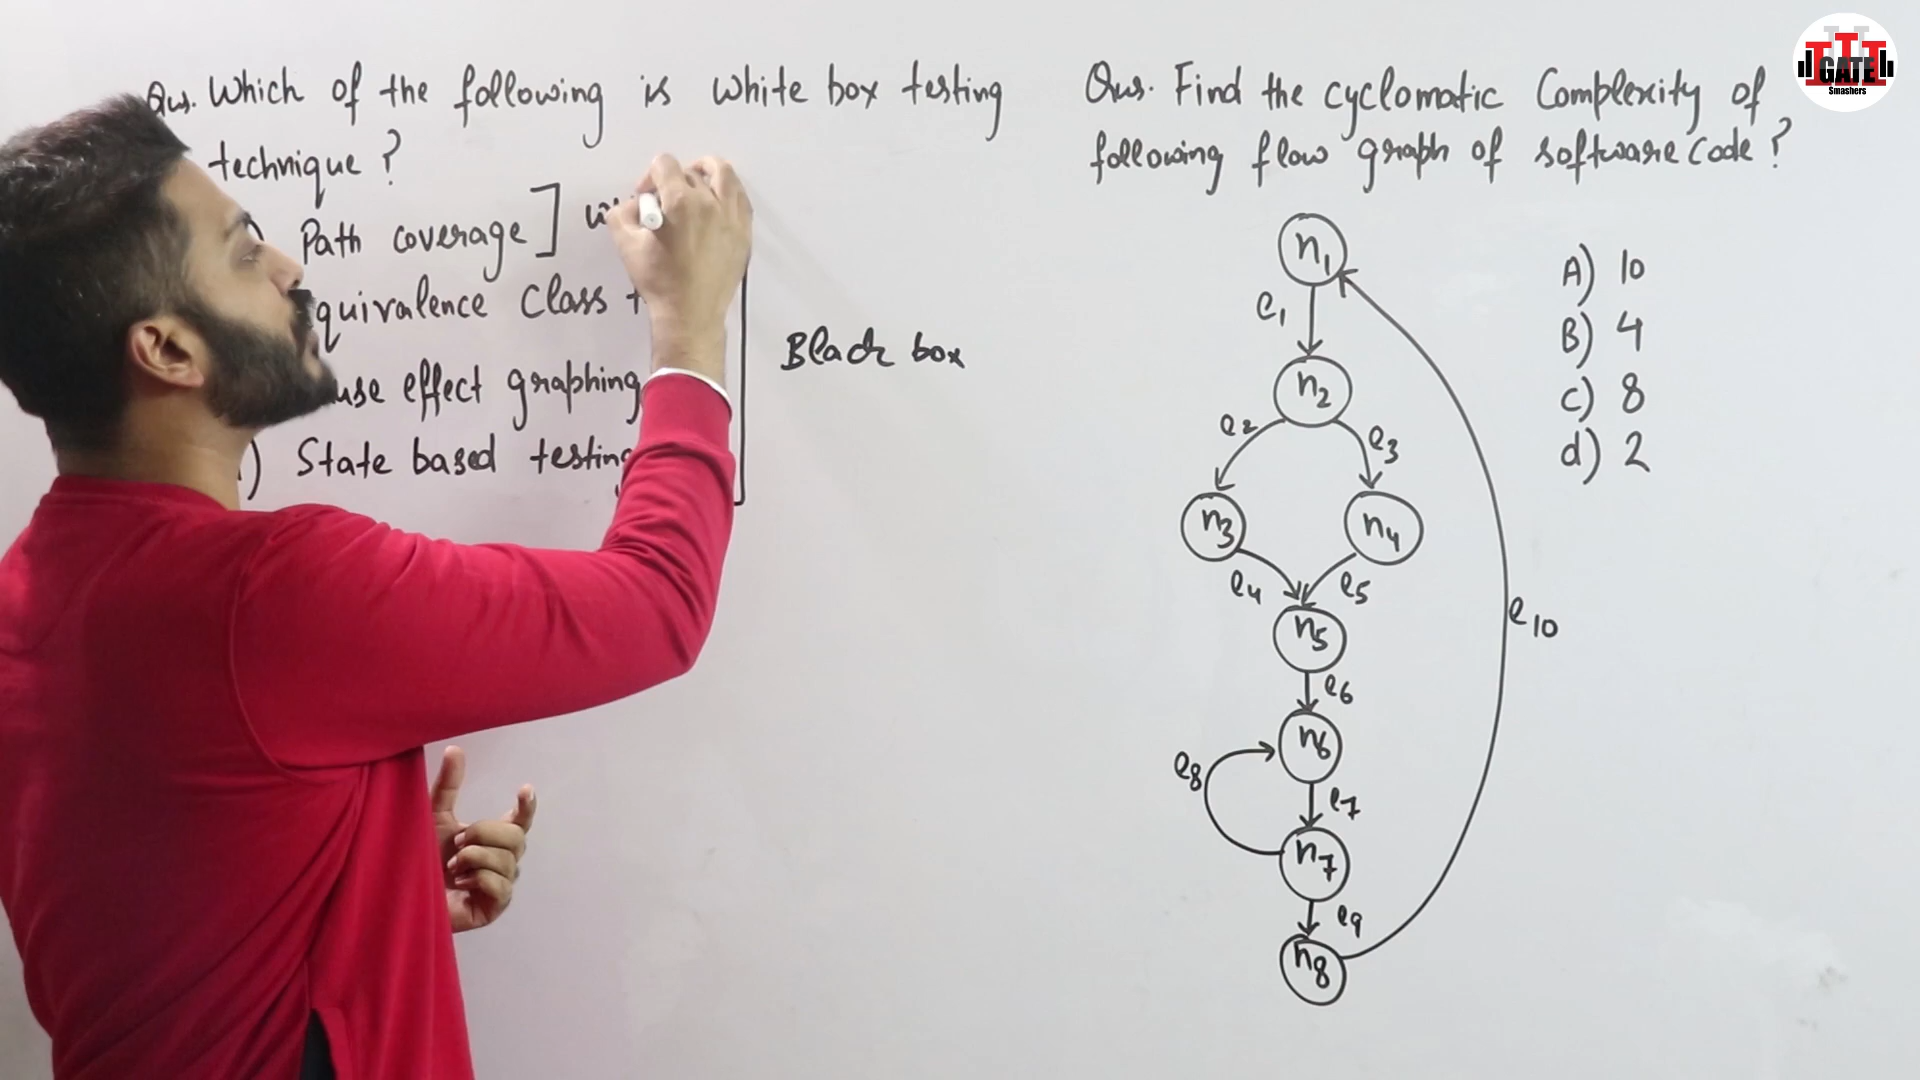 Qus. Which of the following is white box testing
technique?
Path coverage]
quivalence Class
use effect graphing
) State based testing
Black box
Qus. Find the cyclomatic Complexity of
following flow graph of software code?
A) 10
B) 4
C) 8
d) 2
n1
e1
n2
e2
e3
n3
n4
e4
e5
n5
e6
n6
e8
e7
n7
e9
n8
e10
GATE
Smashers